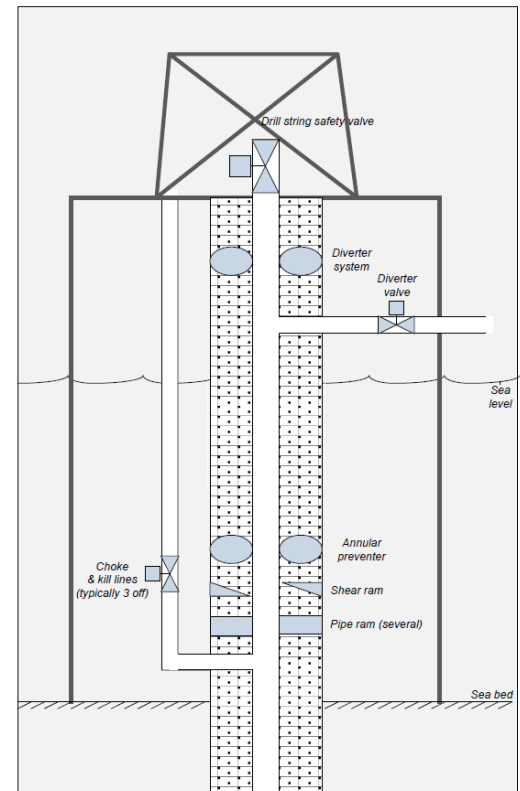 Drill string safety valve
Diverter
system
Diverter
valve
Sea
level
Annular
preventer
Choke
& kill lines
(typically 3 off)
Shear ram
Pipe ram (several)
Sea bed